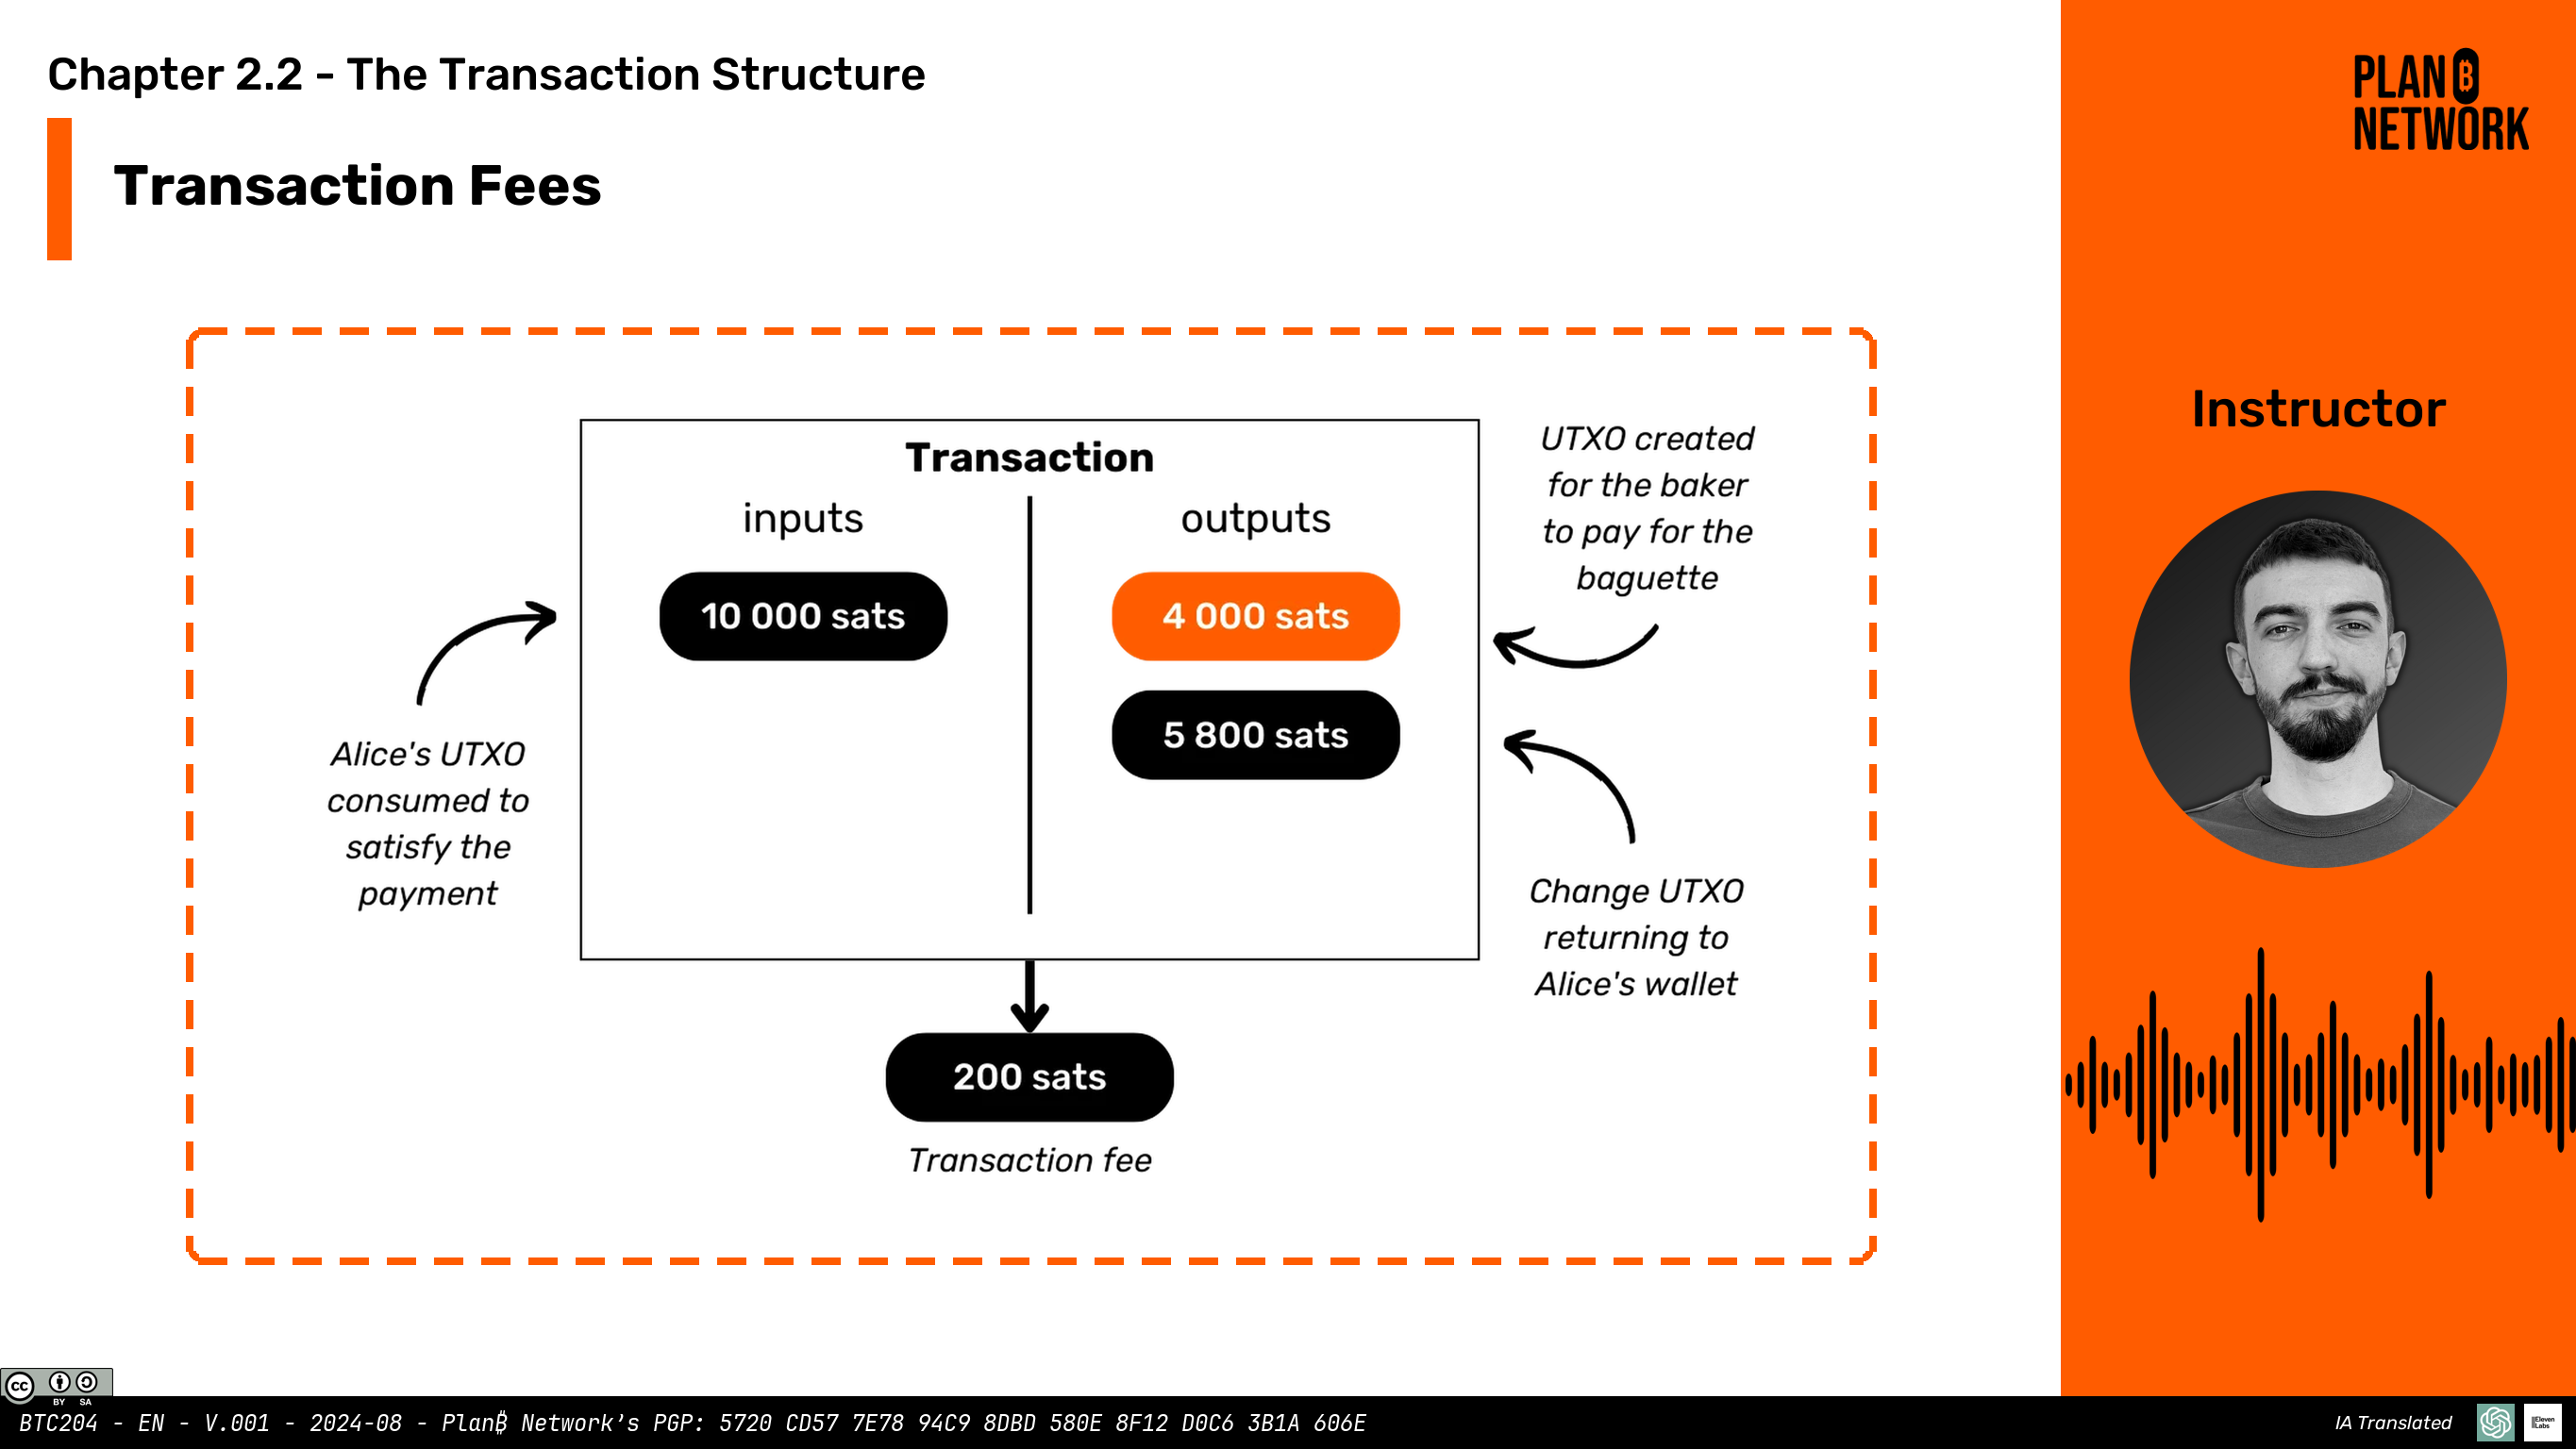 Chapter 2.2 - The Transaction Structure
PLAN ₿
NETWORK
Transaction Fees
Instructor
Transaction
inputs
outputs
10 000 sats
4 000 sats
5 800 sats
UTXO created
for the baker
to pay for the
baguette
Alice's UTXO
consumed to
satisfy the
payment
Change UTXO
returning to
Alice's wallet
200 sats
Transaction fee
cc
BY SA
BTC204 - EN - V.001 - 2024-08 - Plan₿ Network’s PGP: 5720 CD57 7E78 94C9 8DBD 580E 8F12 D0C6 3B1A 606E
IA Translated
IIElevenLabs